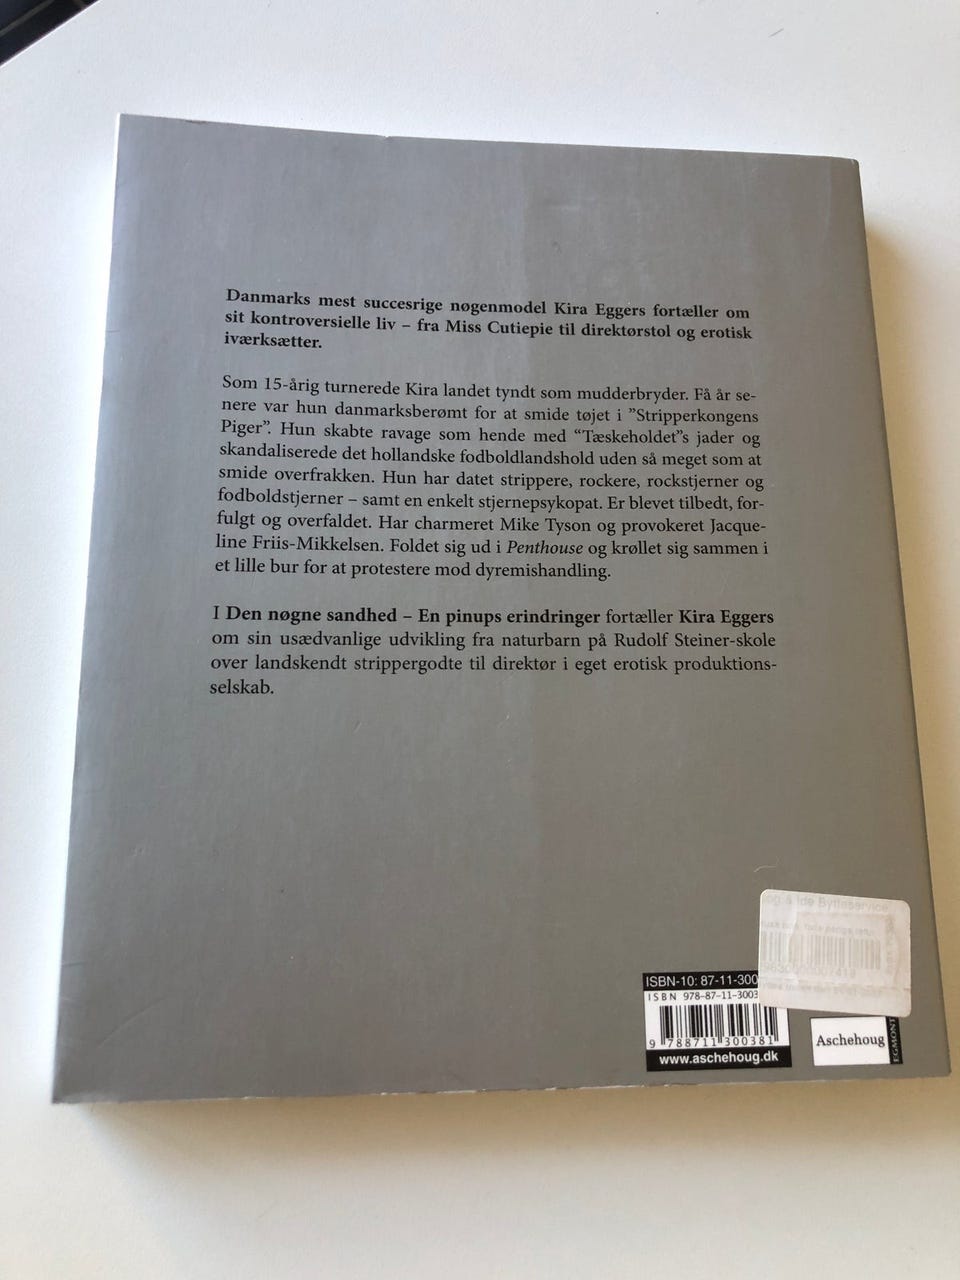 Danmarks mest succesrige nøgenmodel Kira Eggers fortæller om
sit kontroversielle liv – fra Miss Cutiepie til direktørstol og erotisk
iværksætter.
Som 15-årig turnerede Kira landet tyndt som mudderbryder. Få år se-
nere var hun danmarksberømt for at smide tøjet i ”Stripperkongens
Piger”. Hun skabte ravage som hende med “Tæskeholdet“s jader og
skandaliserede det hollandske fodboldlandshold uden så meget som at
smide overfrakken. Hun har datet strippere, rockere, rockstjerner og
fodboldstjerner – samt en enkelt stjernepsykopat. Er blevet tilbedt, for-
fulgt og overfaldet. Har charmeret Mike Tyson og provokeret Jacque-
line Friis-Mikkelsen. Foldet sig ud i Penthouse og krøllet sig sammen i
et lille bur for at protestere mod dyremishandling.
I Den nøgne sandhed – En pinups erindringer fortæller Kira Eggers
om sin usædvanlige udvikling fra naturbarn på Rudolf Steiner-skole
over landskendt strippergodte til direktør i eget erotisk produktions-
selskab.
og & Ide Bytteservice
ISBN-10: 87-11-300
ISBN 978-87-11-3003
9 788711 300381
www.aschehoug.dk
Aschehoug
EGMONT